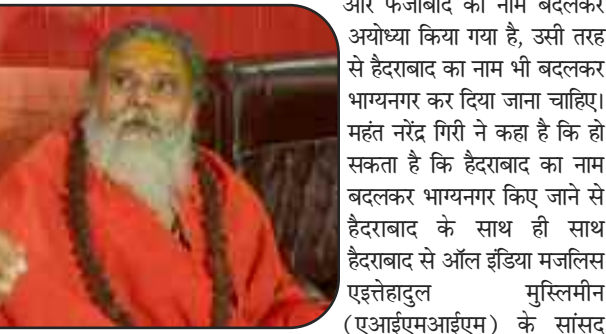 और फैजाबाद का नाम बदलकर
अयोध्या किया गया है, उसी तरह
से हैदराबाद का नाम भी बदलकर
भाग्यनगर कर दिया जाना चाहिए।
महंत नरेंद्र गिरी ने कहा है कि हो
सकता है कि हैदराबाद का नाम
बदलकर भाग्यनगर किए जाने से
हैदराबाद के साथ ही साथ
हैदराबाद से ऑल इंडिया मजलिस
एइत्तेहादुल मुस्लिमीन
(एआईएमआईएम) के सांसद